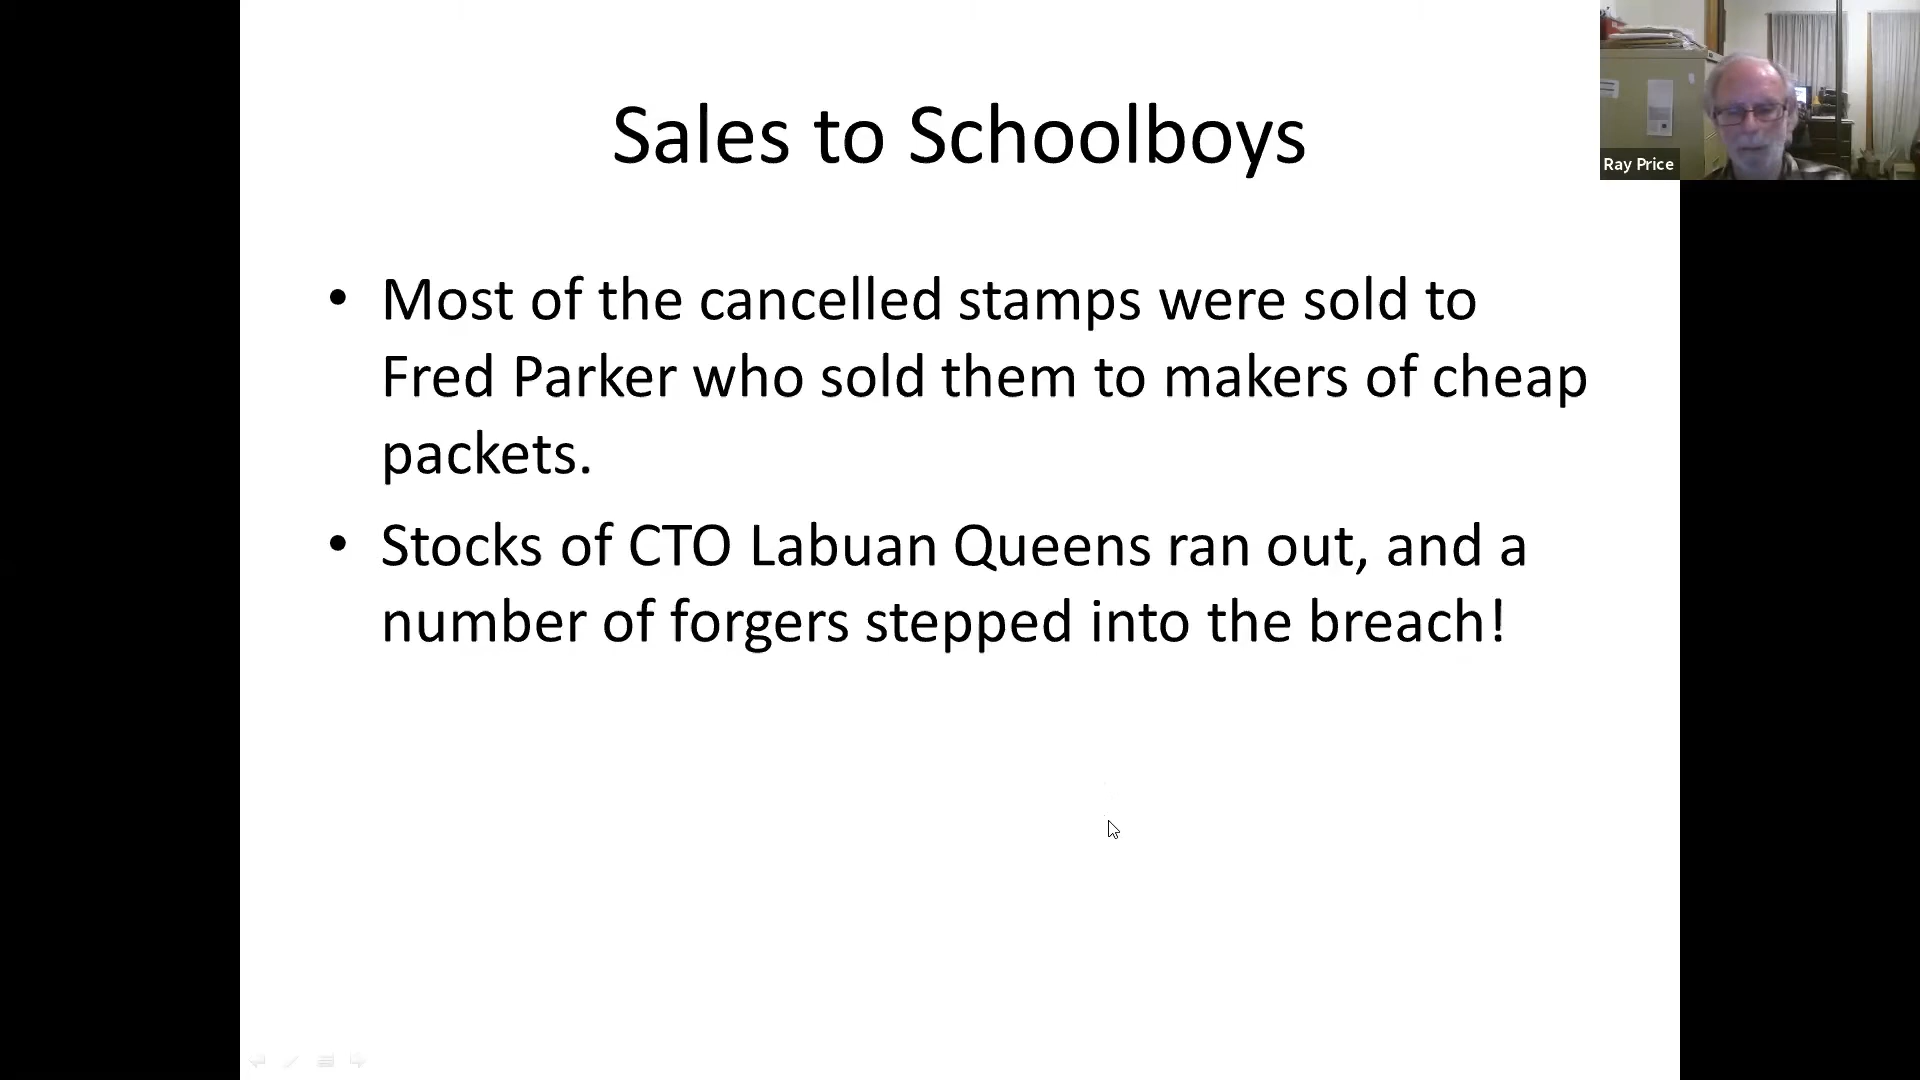 Sales to Schoolboys
Ray Price
• Most of the cancelled stamps were sold to
Fred Parker who sold them to makers of cheap
packets.
• Stocks of CTO Labuan Queens ran out, and a
number of forgers stepped into the breach!